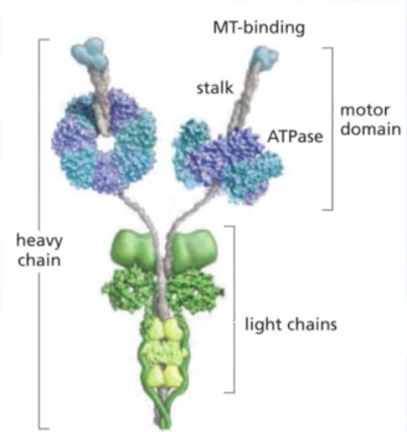 MT-binding
stalk
motor
domain
ATPase
heavy
chain
light chains